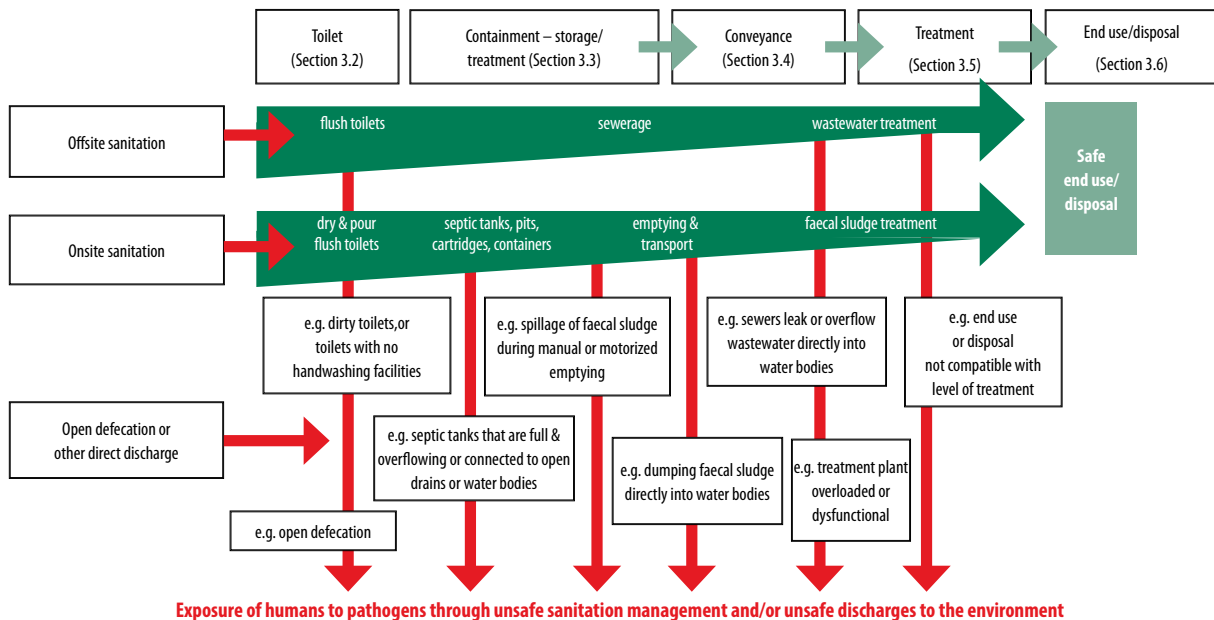 Toilet
(Section 3.2)
Containment – storage/
treatment (Section 3.3)
Conveyance
(Section 3.4)
Treatment
(Section 3.5)
End use/disposal
(Section 3.6)
Offsite sanitation
flush toilets
sewerage
wastewater treatment
Safe
end use/
disposal
Onsite sanitation
dry & pour
flush toilets
septic tanks, pits,
cartridges, containers
emptying &
transport
faecal sludge treatment
e.g. dirty toilets,or
toilets with no
handwashing facilities
e.g. spillage of faecal sludge
during manual or motorized
emptying
e.g. sewers leak or overflow
wastewater directly into
water bodies
e.g. end use
or disposal
not compatible with
level of treatment
Open defecation or
other direct discharge
e.g. septic tanks that are full &
overflowing or connected to open
drains or water bodies
e.g. dumping faecal sludge
directly into water bodies
e.g. treatment plant
overloaded or
dysfunctional
e.g. open defecation
Exposure of humans to pathogens through unsafe sanitation management and/or unsafe discharges to the environment